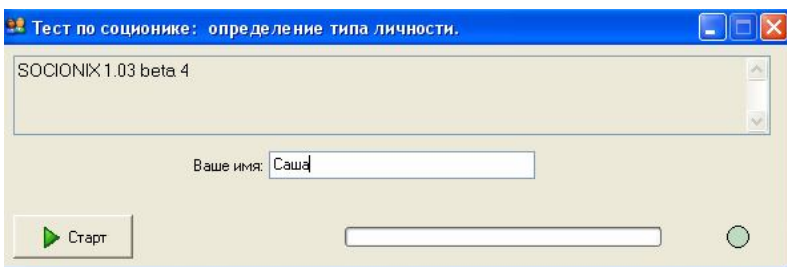 Тест по соционике: определение типа личности.
SOCIONIX 1.03 beta 4
Ваше имя: Саша
Старт